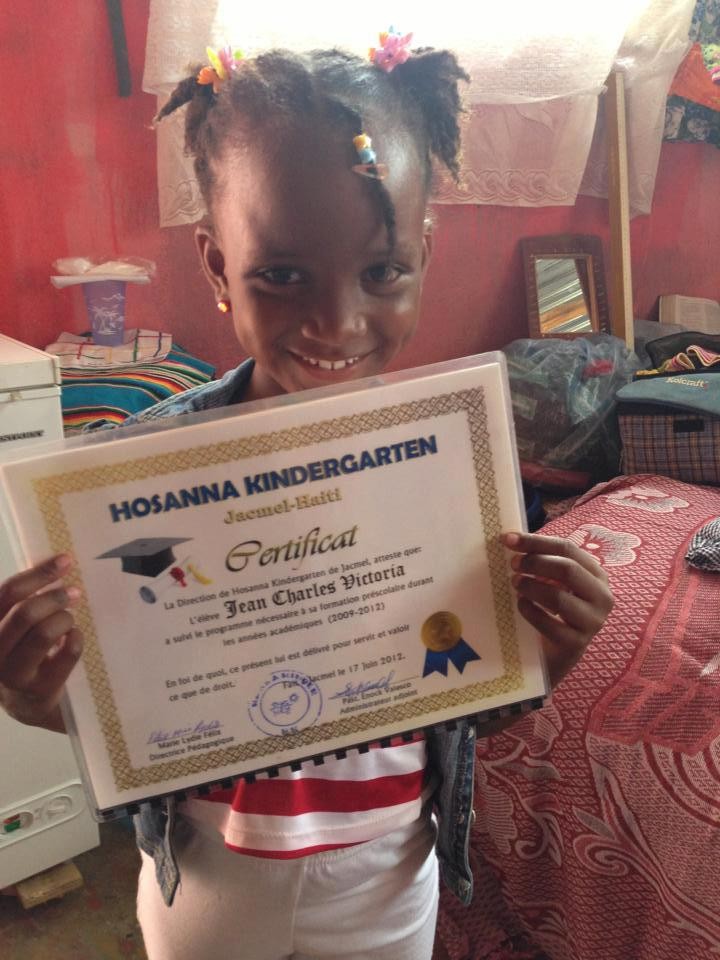 HOSANNA KINDERGARTEN
Jacmel-Haiti
Certificat
La Direction de Hosanna Kindergarten de Jacmel, atteste que:
L'élève Jean Charles Victoria
a suivi le programme nécessaire à sa formation préscolaire durant
les années académiques (2009-2012)
En foi de quoi, ce présent lui est délivré pour servir et valoir
ce que de droit.
Jacmel le 17 Juin 2012.
Marie Lydie Félix
Directrice Pédagogique
Past. Enock Valesco
Administrateur adjoint
2
Kolcraft